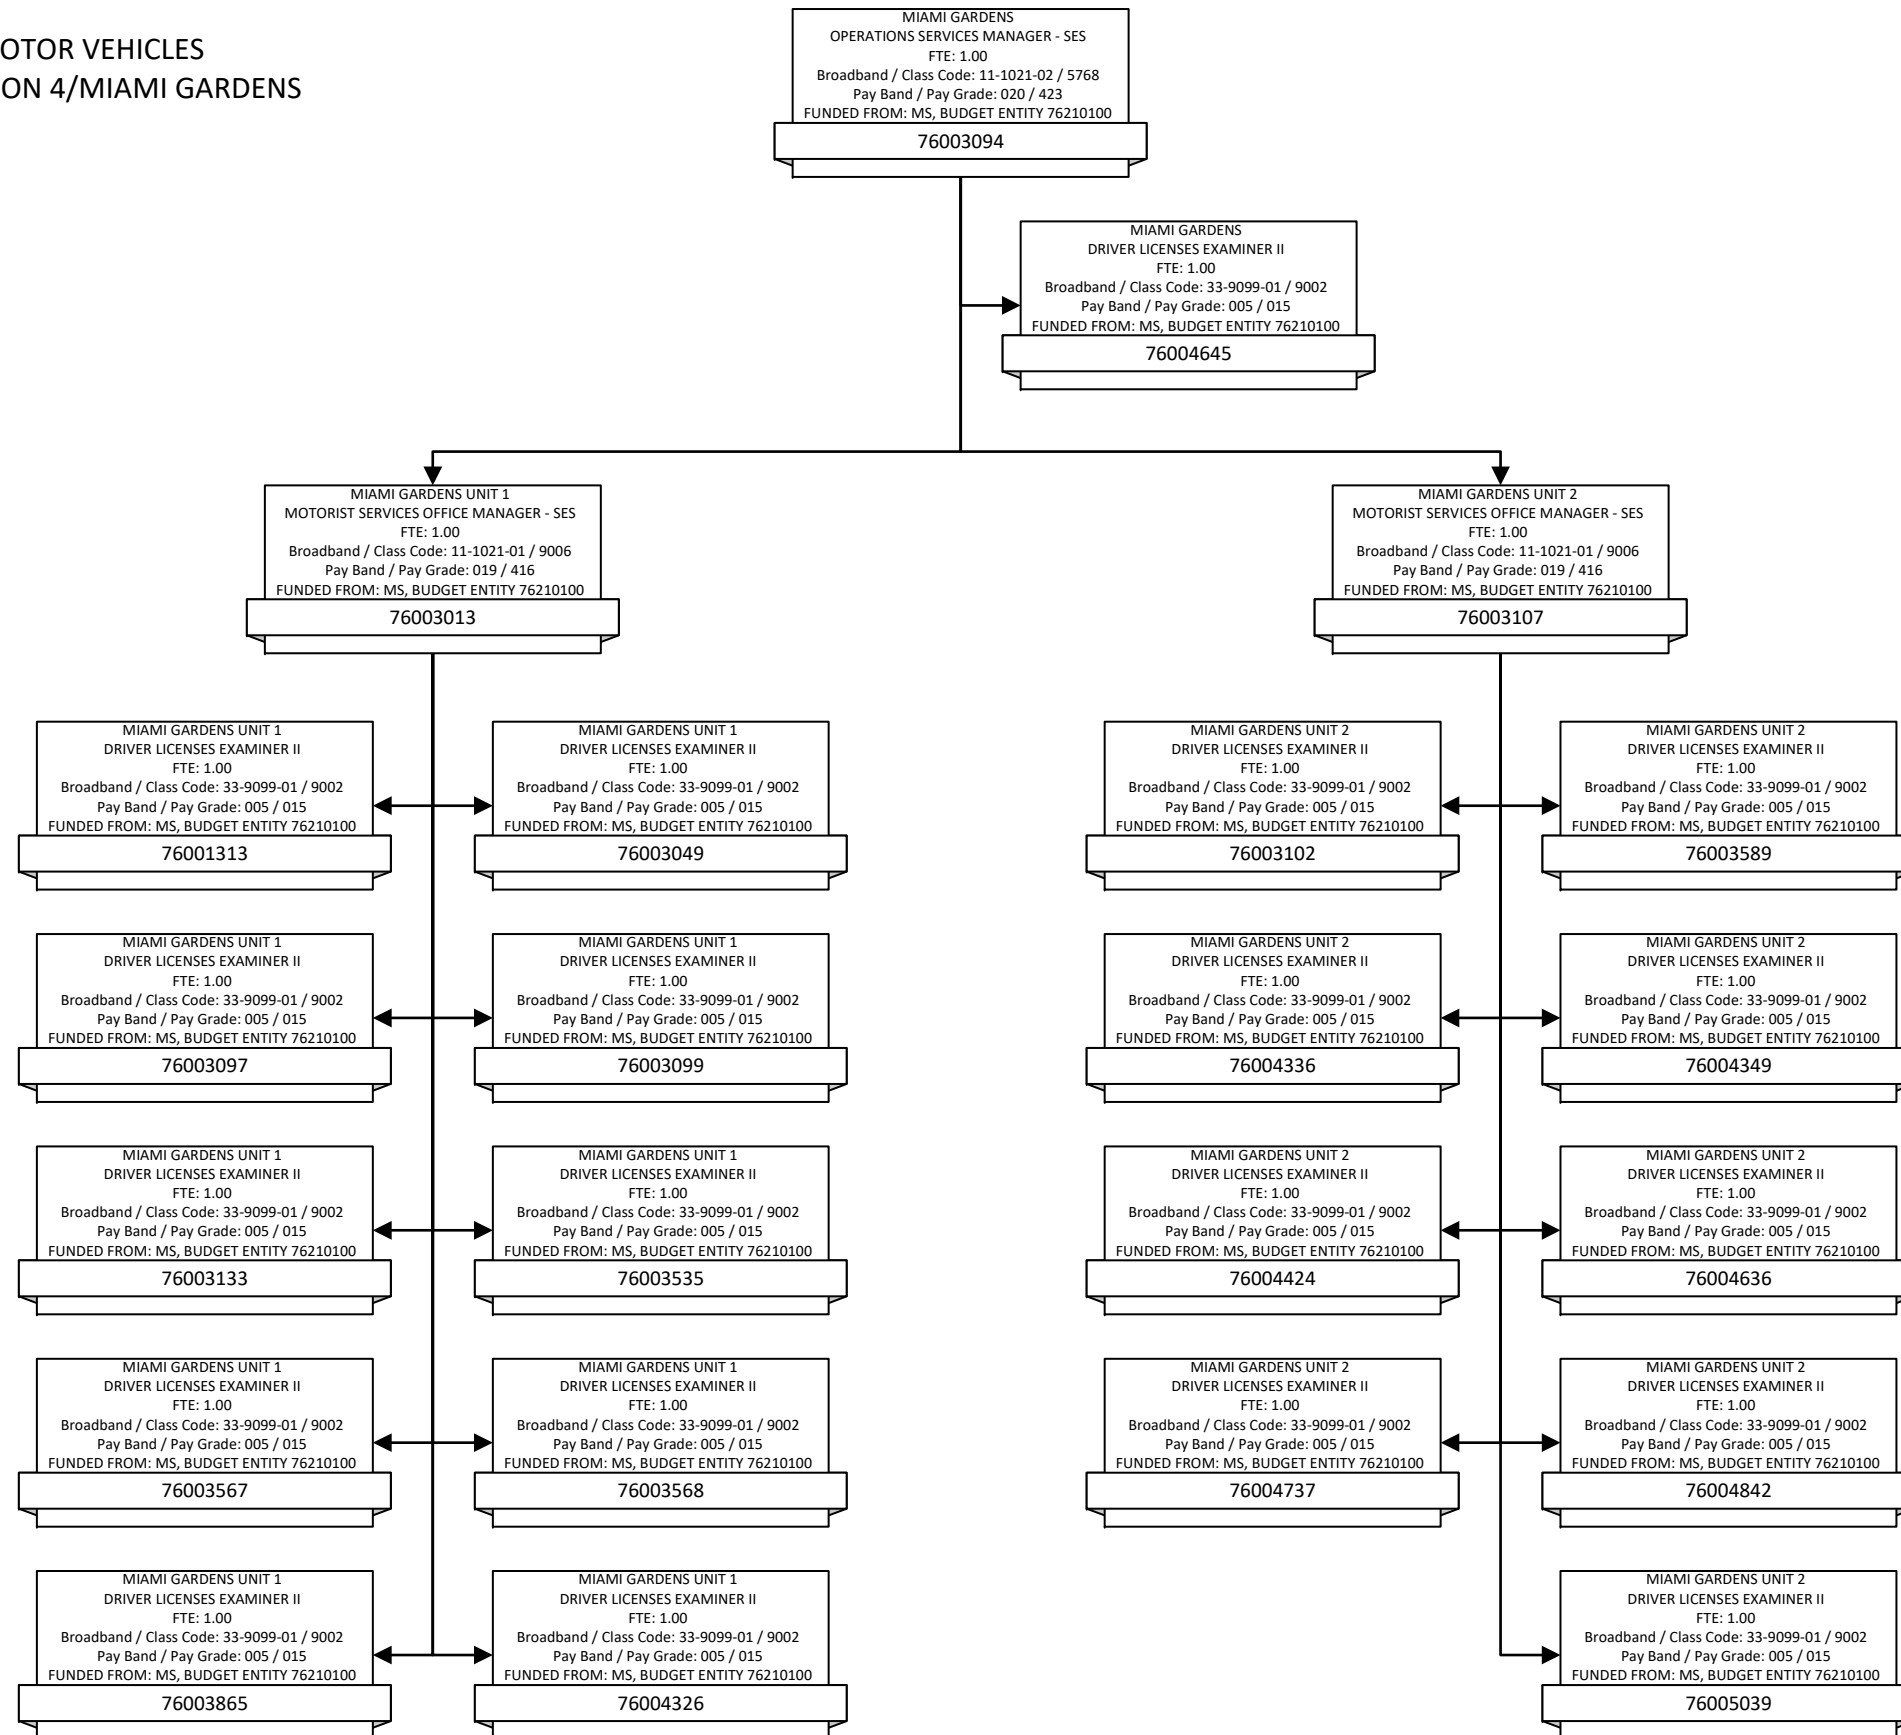 OTOR VEHICLES
ON 4/MIAMI GARDENS
MIAMI GARDENS
OPERATIONS SERVICES MANAGER - SES
FTE: 1.00
Broadband / Class Code: 11-1021-02 / 5768
Pay Band / Pay Grade: 020 / 423
FUNDED FROM: MS, BUDGET ENTITY 76210100
76003094
MIAMI GARDENS
DRIVER LICENSES EXAMINER II
FTE: 1.00
Broadband / Class Code: 33-9099-01 / 9002
Pay Band / Pay Grade: 005 / 015
FUNDED FROM: MS, BUDGET ENTITY 76210100
76004645
MIAMI GARDENS UNIT 1
MOTORIST SERVICES OFFICE MANAGER - SES
FTE: 1.00
Broadband / Class Code: 11-1021-01 / 9006
Pay Band / Pay Grade: 019 / 416
FUNDED FROM: MS, BUDGET ENTITY 76210100
76003013
MIAMI GARDENS UNIT 2
MOTORIST SERVICES OFFICE MANAGER - SES
FTE: 1.00
Broadband / Class Code: 11-1021-01 / 9006
Pay Band / Pay Grade: 019 / 416
FUNDED FROM: MS, BUDGET ENTITY 76210100
76003107
MIAMI GARDENS UNIT 1
DRIVER LICENSES EXAMINER II
FTE: 1.00
Broadband / Class Code: 33-9099-01 / 9002
Pay Band / Pay Grade: 005 / 015
FUNDED FROM: MS, BUDGET ENTITY 76210100
76001313
MIAMI GARDENS UNIT 1
DRIVER LICENSES EXAMINER II
FTE: 1.00
Broadband / Class Code: 33-9099-01 / 9002
Pay Band / Pay Grade: 005 / 015
FUNDED FROM: MS, BUDGET ENTITY 76210100
76003049
MIAMI GARDENS UNIT 2
DRIVER LICENSES EXAMINER II
FTE: 1.00
Broadband / Class Code: 33-9099-01 / 9002
Pay Band / Pay Grade: 005 / 015
FUNDED FROM: MS, BUDGET ENTITY 76210100
76003102
MIAMI GARDENS UNIT 2
DRIVER LICENSES EXAMINER II
FTE: 1.00
Broadband / Class Code: 33-9099-01 / 9002
Pay Band / Pay Grade: 005 / 015
FUNDED FROM: MS, BUDGET ENTITY 76210100
76003589
MIAMI GARDENS UNIT 1
DRIVER LICENSES EXAMINER II
FTE: 1.00
Broadband / Class Code: 33-9099-01 / 9002
Pay Band / Pay Grade: 005 / 015
FUNDED FROM: MS, BUDGET ENTITY 76210100
76003097
MIAMI GARDENS UNIT 1
DRIVER LICENSES EXAMINER II
FTE: 1.00
Broadband / Class Code: 33-9099-01 / 9002
Pay Band / Pay Grade: 005 / 015
FUNDED FROM: MS, BUDGET ENTITY 76210100
76003099
MIAMI GARDENS UNIT 2
DRIVER LICENSES EXAMINER II
FTE: 1.00
Broadband / Class Code: 33-9099-01 / 9002
Pay Band / Pay Grade: 005 / 015
FUNDED FROM: MS, BUDGET ENTITY 76210100
76004336
MIAMI GARDENS UNIT 2
DRIVER LICENSES EXAMINER II
FTE: 1.00
Broadband / Class Code: 33-9099-01 / 9002
Pay Band / Pay Grade: 005 / 015
FUNDED FROM: MS, BUDGET ENTITY 76210100
76004349
MIAMI GARDENS UNIT 1
DRIVER LICENSES EXAMINER II
FTE: 1.00
Broadband / Class Code: 33-9099-01 / 9002
Pay Band / Pay Grade: 005 / 015
FUNDED FROM: MS, BUDGET ENTITY 76210100
76003133
MIAMI GARDENS UNIT 1
DRIVER LICENSES EXAMINER II
FTE: 1.00
Broadband / Class Code: 33-9099-01 / 9002
Pay Band / Pay Grade: 005 / 015
FUNDED FROM: MS, BUDGET ENTITY 76210100
76003535
MIAMI GARDENS UNIT 2
DRIVER LICENSES EXAMINER II
FTE: 1.00
Broadband / Class Code: 33-9099-01 / 9002
Pay Band / Pay Grade: 005 / 015
FUNDED FROM: MS, BUDGET ENTITY 76210100
76004424
MIAMI GARDENS UNIT 2
DRIVER LICENSES EXAMINER II
FTE: 1.00
Broadband / Class Code: 33-9099-01 / 9002
Pay Band / Pay Grade: 005 / 015
FUNDED FROM: MS, BUDGET ENTITY 76210100
76004636
MIAMI GARDENS UNIT 1
DRIVER LICENSES EXAMINER II
FTE: 1.00
Broadband / Class Code: 33-9099-01 / 9002
Pay Band / Pay Grade: 005 / 015
FUNDED FROM: MS, BUDGET ENTITY 76210100
76003567
MIAMI GARDENS UNIT 1
DRIVER LICENSES EXAMINER II
FTE: 1.00
Broadband / Class Code: 33-9099-01 / 9002
Pay Band / Pay Grade: 005 / 015
FUNDED FROM: MS, BUDGET ENTITY 76210100
76003568
MIAMI GARDENS UNIT 2
DRIVER LICENSES EXAMINER II
FTE: 1.00
Broadband / Class Code: 33-9099-01 / 9002
Pay Band / Pay Grade: 005 / 015
FUNDED FROM: MS, BUDGET ENTITY 76210100
76004737
MIAMI GARDENS UNIT 2
DRIVER LICENSES EXAMINER II
FTE: 1.00
Broadband / Class Code: 33-9099-01 / 9002
Pay Band / Pay Grade: 005 / 015
FUNDED FROM: MS, BUDGET ENTITY 76210100
76004842
MIAMI GARDENS UNIT 1
DRIVER LICENSES EXAMINER II
FTE: 1.00
Broadband / Class Code: 33-9099-01 / 9002
Pay Band / Pay Grade: 005 / 015
FUNDED FROM: MS, BUDGET ENTITY 76210100
76003865
MIAMI GARDENS UNIT 1
DRIVER LICENSES EXAMINER II
FTE: 1.00
Broadband / Class Code: 33-9099-01 / 9002
Pay Band / Pay Grade: 005 / 015
FUNDED FROM: MS, BUDGET ENTITY 76210100
76004326
MIAMI GARDENS UNIT 2
DRIVER LICENSES EXAMINER II
FTE: 1.00
Broadband / Class Code: 33-9099-01 / 9002
Pay Band / Pay Grade: 005 / 015
FUNDED FROM: MS, BUDGET ENTITY 76210100
76005039